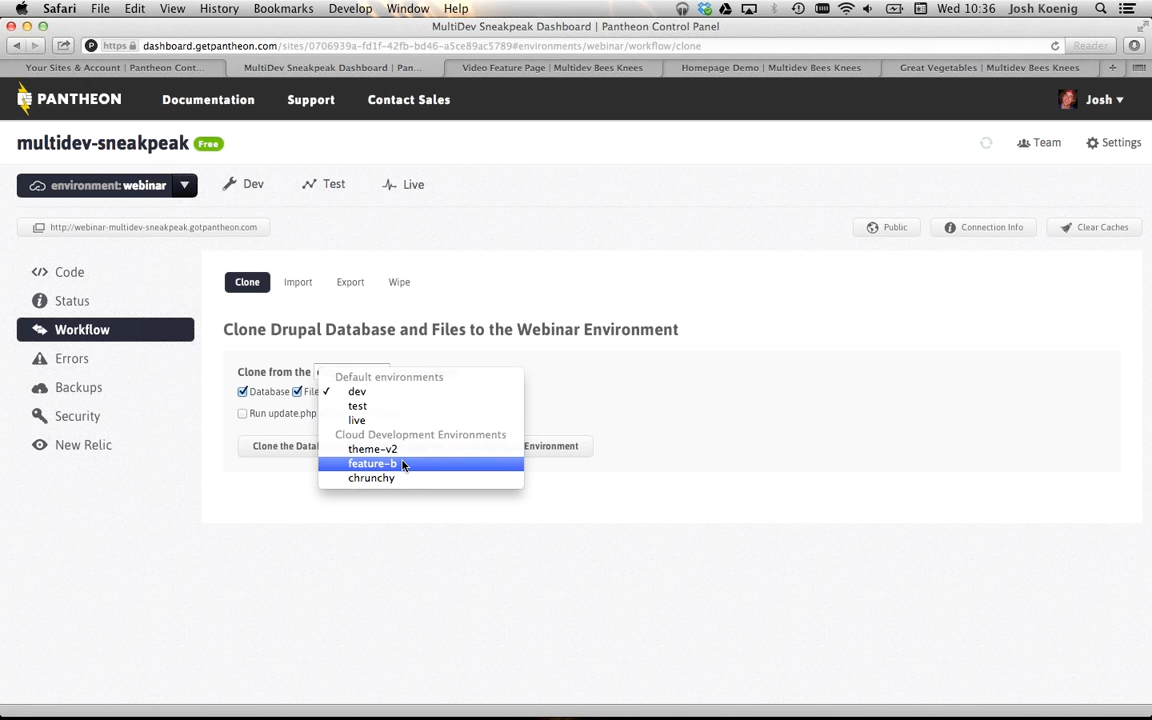 Safari File Edit View History Bookmarks Develop Window Help Wed 10:36 Josh Koenig
MultiDev Sneakpeak Dashboard | Pantheon Control Panel
https dashboard.getpantheon.com/sites/0706939a-fd1f-42fb-bd46-a5ce89ac5789#environments/webinar/workflow/clone Reader
Your Sites & Account | Pantheon Cont... MultiDev Sneakpeak Dashboard | Pan... Video Feature Page | Multidev Bees Knees Homepage Demo | Multidev Bees Knees Great Vegetables | Multidev Bees Knees
PANTHEON Documentation Support Contact Sales Josh
multidev-sneakpeak Free Team Settings
environment: webinar Dev Test Live
http://webinar-multidev-sneakpeak.gotpantheon.com Public Connection Info Clear Caches
Code
Status
Workflow
Errors
Backups
Security
New Relic
Clone Import Export Wipe
Clone Drupal Database and Files to the Webinar Environment
Clone from the
Database File
Run update.php
Clone the Datab Environment
Default environments
dev
test
live
Cloud Development Environments
theme-v2
feature-b
chrunchy